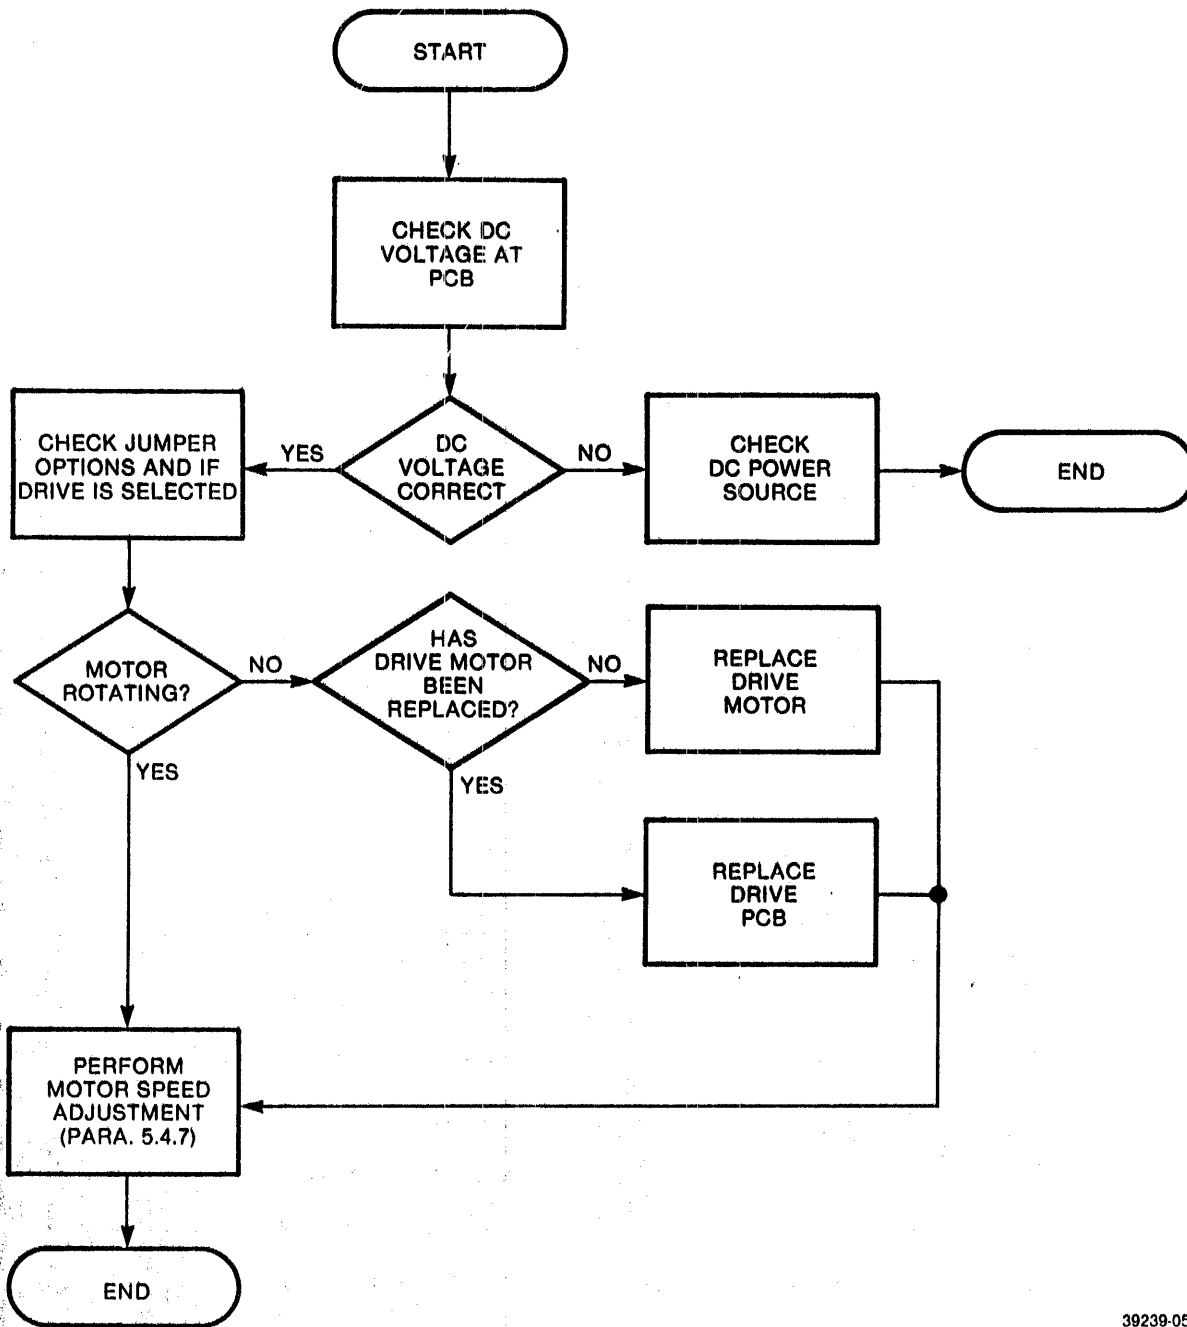 START
CHECK DC
VOLTAGE AT
PCB
CHECK JUMPER
OPTIONS AND IF
DRIVE IS SELECTED
YES
DC
VOLTAGE
CORRECT
NO
CHECK
DC POWER
SOURCE
END
MOTOR
ROTATING?
NO
HAS
DRIVE MOTOR
BEEN
REPLACED?
NO
REPLACE
DRIVE
MOTOR
YES
YES
REPLACE
DRIVE
PCB
PERFORM
MOTOR SPEED
ADJUSTMENT
(PARA. 5.4.7)
END
39239-05